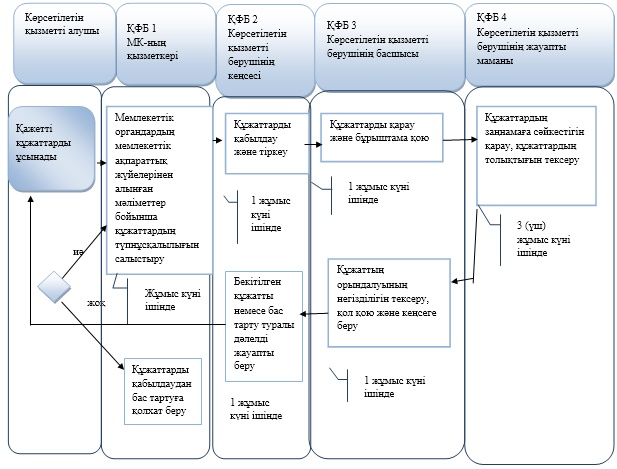 Көрсетілетін
қызметті алушы
ҚФБ 1
МК-ның
қызметкері
ҚФБ 2
Көрсетілетін
қызметті
берушінің
кеңсесі
ҚФБ 3
Көрсетілетін қызметті
берушінің басшысы
ҚФБ 4
Көрсетілетін қызметті
берушінің жауапты
маманы
Қажетті
құжаттарды
ұсынады
Мемлекеттік
органдардың
мемлекеттік
ақпараттық
жүйелерінен
алынған
мәліметтер
бойынша
құжаттардың
түпнұсқалылығын
салыстыру
Құжаттарды
қабылдау
және тіркеу
Құжаттарды қарау
және бұрыштама қою
Құжаттардың
заңнамаға сәйкестігін
қарау, құжаттардың
толықтығын тексеру
1 жұмыс
күні
ішінде
1 жұмыс күні
ішінде
3 (үш)
жұмыс күні
ішінде
иә
жоқ
Жұмыс күні
ішінде
Бекітілген
құжатты
немесе бас
тарту туралы
дәлелді
жауапты
беру
Құжаттың
орындалуының
негізділігін тексеру,
қол қою және кеңсеге
беру
Құжаттарды
қабылдаудан
бас тартуға
қолхат беру
1 жұмыс
күні ішінде
1 жұмыс күні
ішінде